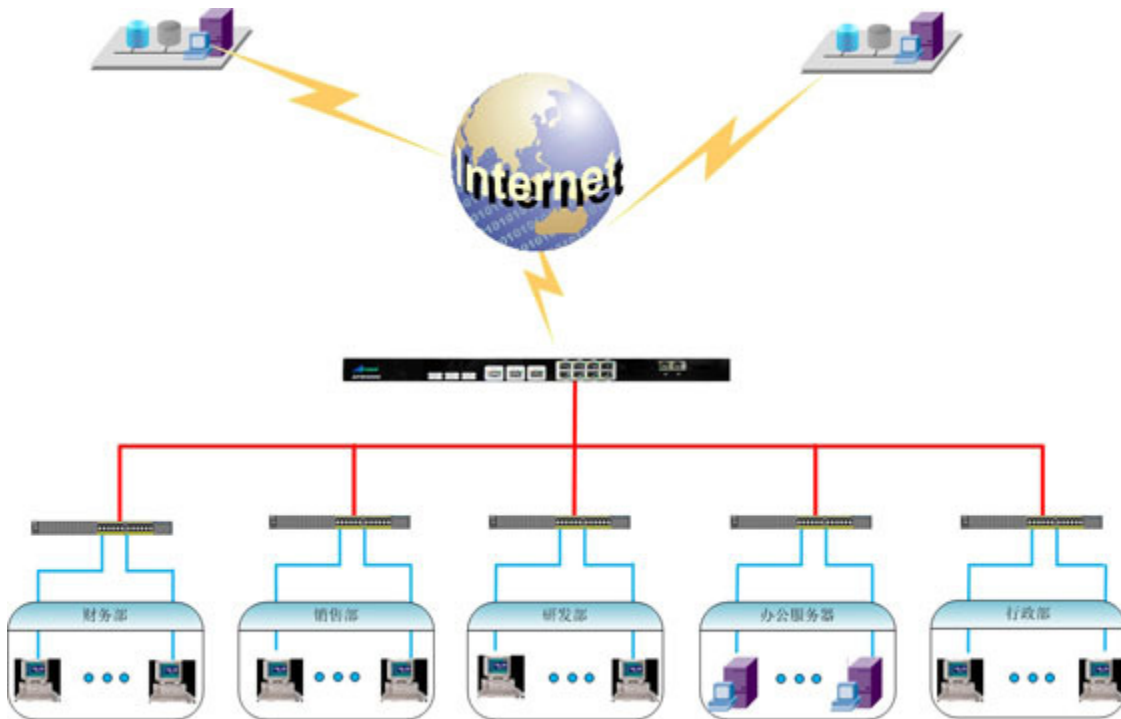 Internet
财务部
销售部
研发部
办公服务器
行政部